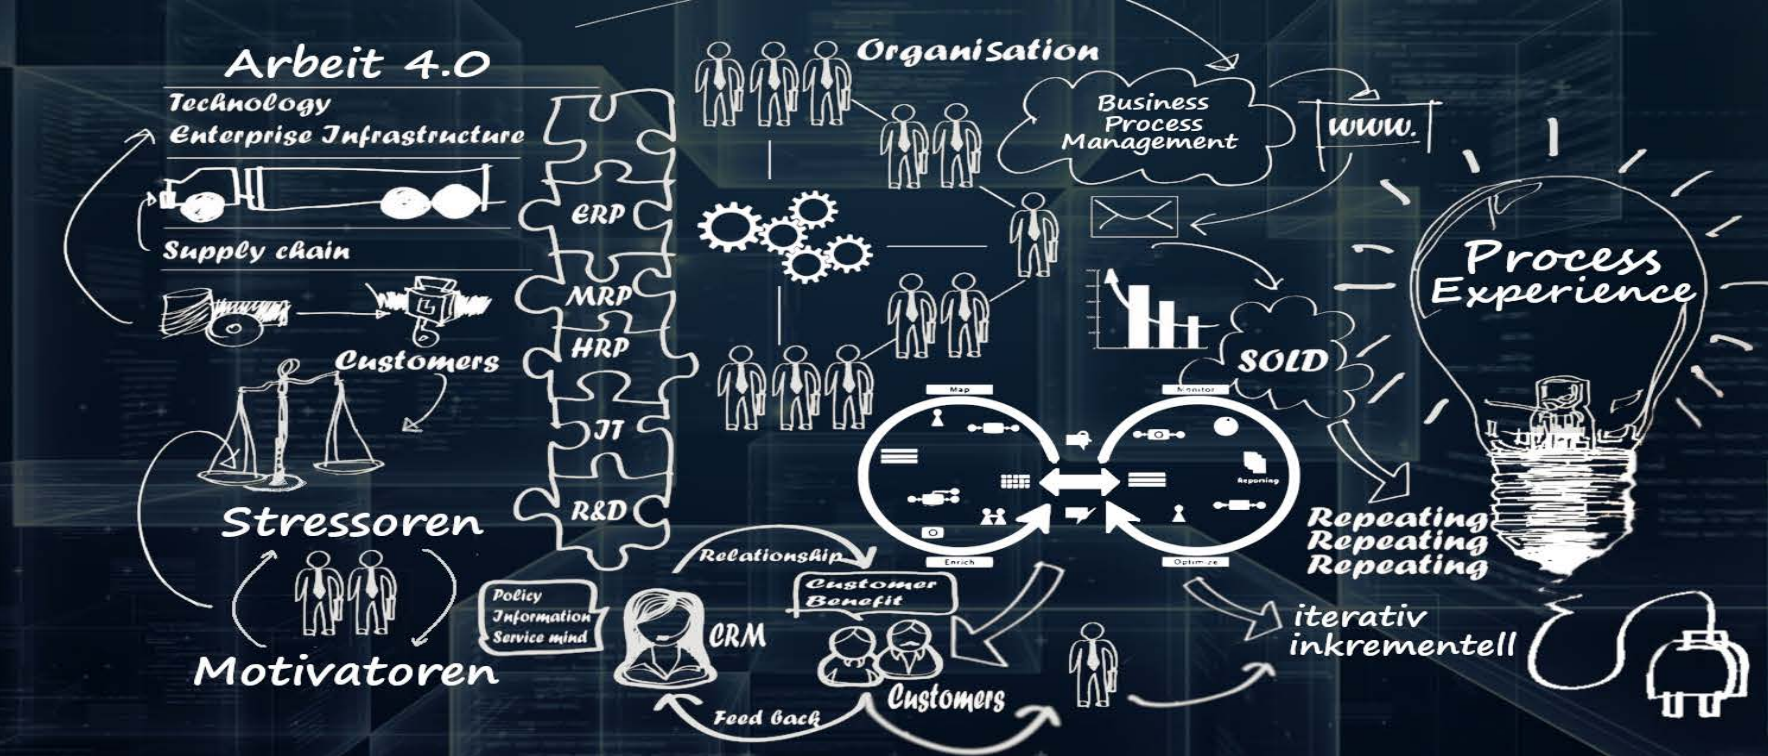 Arbeit 4.0
Technology
Enterprise Infrastructure
Supply chain
Customers
Stressoren
Motivatoren
ERP
MRP
HRP
IT
R&D
Organisation
Business
Process
Management
www.
SOLD
Process
Experience
Map
Monitor
Reporting
Enrich
Optimize
Repeating
Repeating
Repeating
iterativ
inkrementell
Relationship
Customer
Benefit
Policy
Information
Service mind
CRM
Customers
Feed back